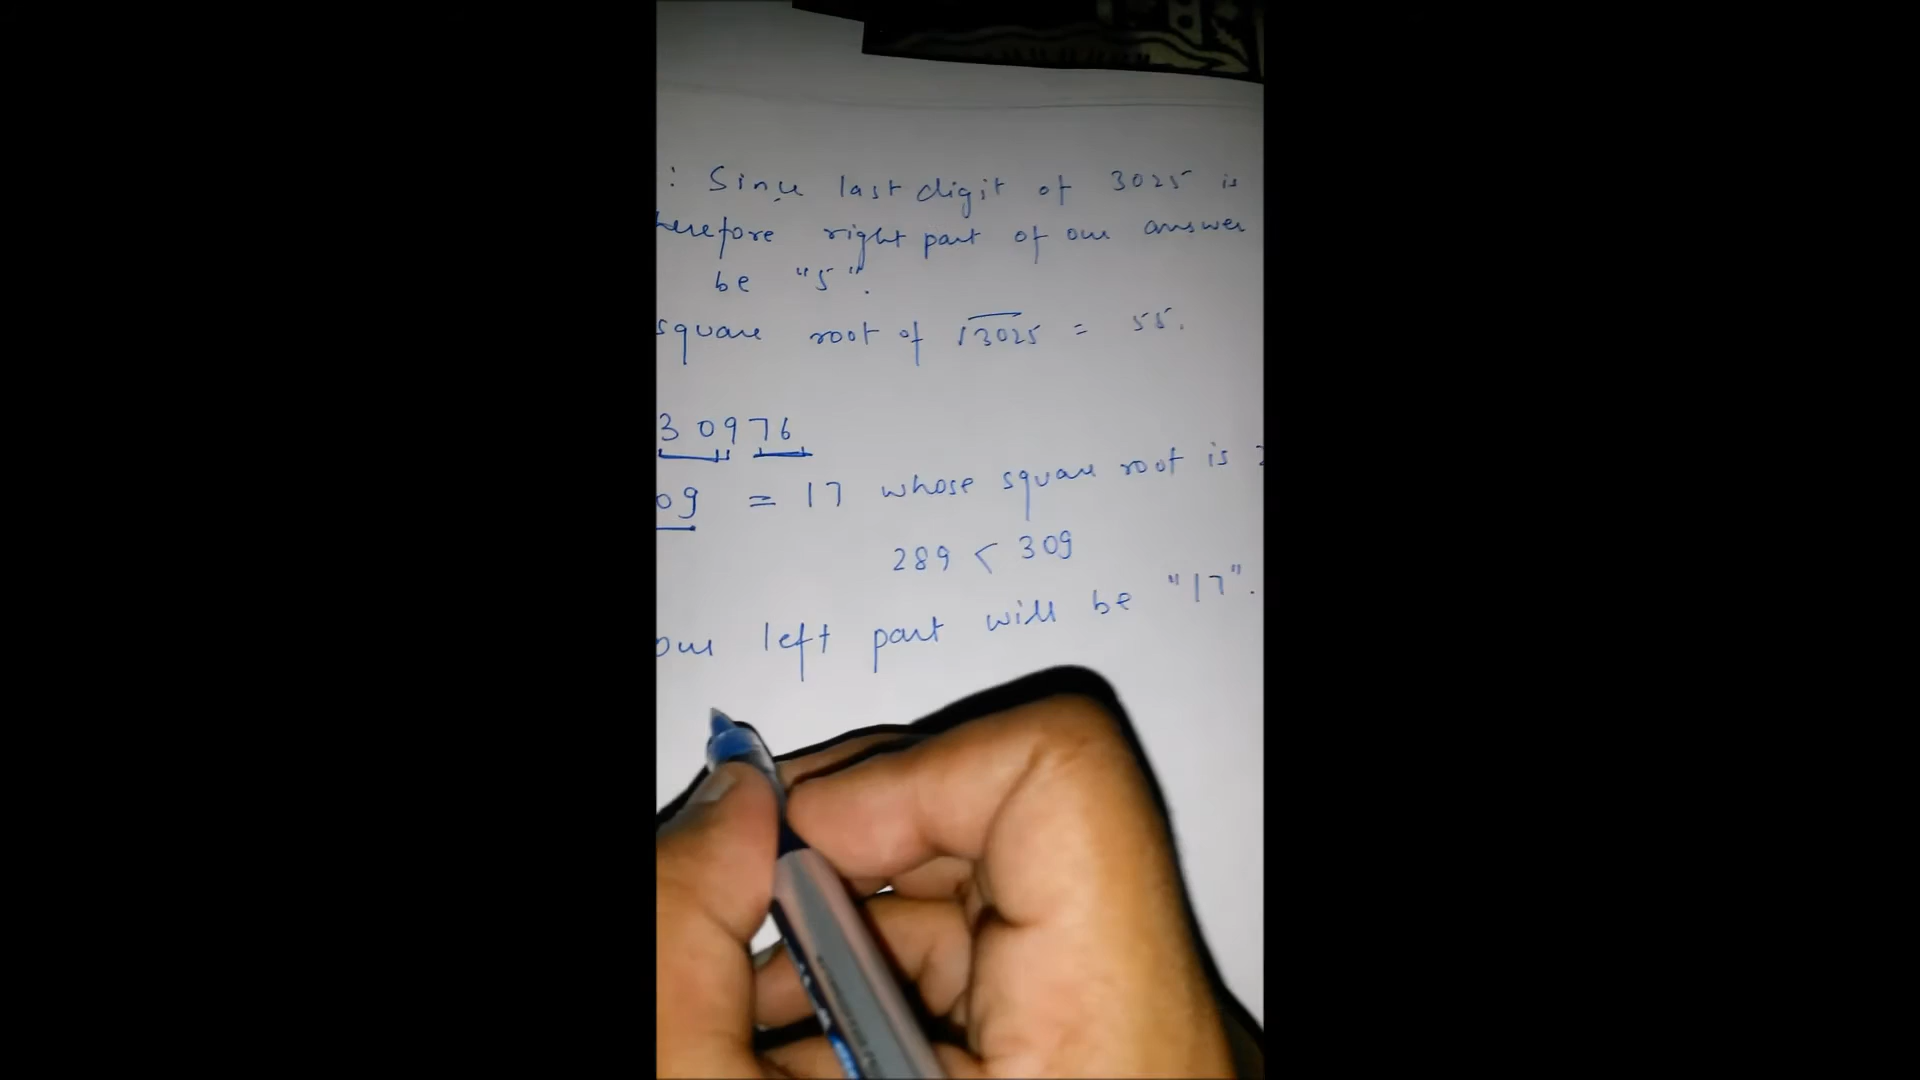 : Since last digit of 3025 is
therefore right part of our answer
be "5".
square root of √3025 = 55.
30976
09 = 17 whose square root is
289 < 309
our left part will be "17".